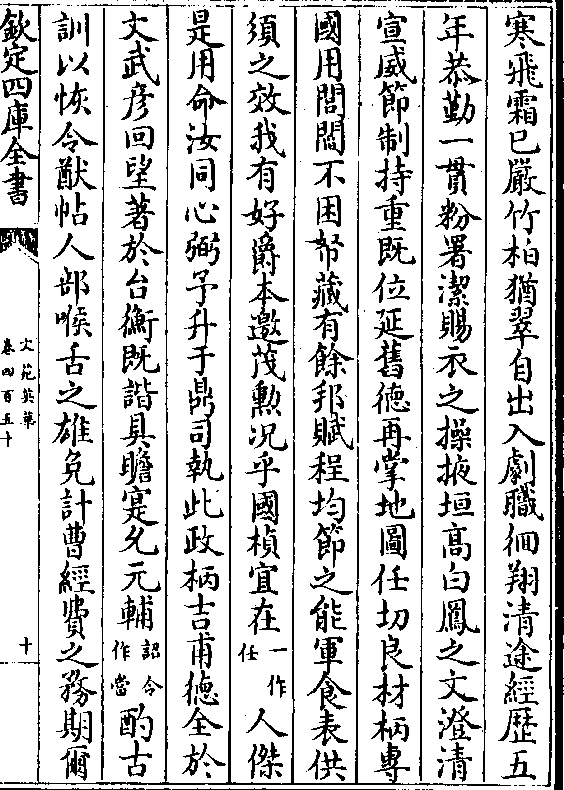 寒飛霜已嚴竹柏猶翠自出入劇職徊翔清途經歴五
年恭勤一貫粉署潔賜衣之操掖垣高白鳳之文澄清
宣威節制持重既位延舊徳再掌地圖任切良材柄專
國用閭閻不困帑藏有餘邦賦程均節之能軍食表供
須之效我有好爵本邀茂勲况乎國楨宜在一作任人傑
是用命汝同心弼予升于鼎司執此政柄吉甫徳全於
文武彦回望著於台衡既諧具瞻寔允元輔詔令作當酌古
訓以恢令猷帖人部喉舌之雄免計曹經費之務期爾
欽定四庫全書
文苑英華
卷四百五十
十